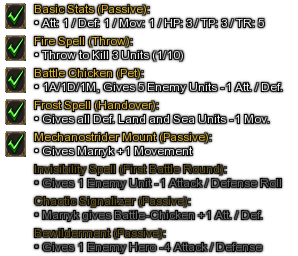 Basic Stats (Passive):
• Att: 1 / Def: 1 / Mov: 1 / HP: 3 / TP: 3 / TR: 5
Fire Spell (Throw):
• Throw to Kill 3 Units (1/10)
Battle Chicken (Pet):
• 1A/1D/1M, Gives 5 Enemy Units -1 Att. / Def.
Frost Spell (Handover):
• Gives all Def. Land and Sea Units -1 Mov.
Mechanostrider Mount (Passive):
• Gives Marryk +1 Movement
Invisibility Spell (First Battle Round):
• Gives 1 Enemy Unit -1 Attack / Defense Roll
Chaotic Signalizer (Passive):
• Marryk gives Battle-Chicken +1 Att. / Def.
Bewilderment (Passive):
• Gives 1 Enemy Hero -4 Attack / Defense